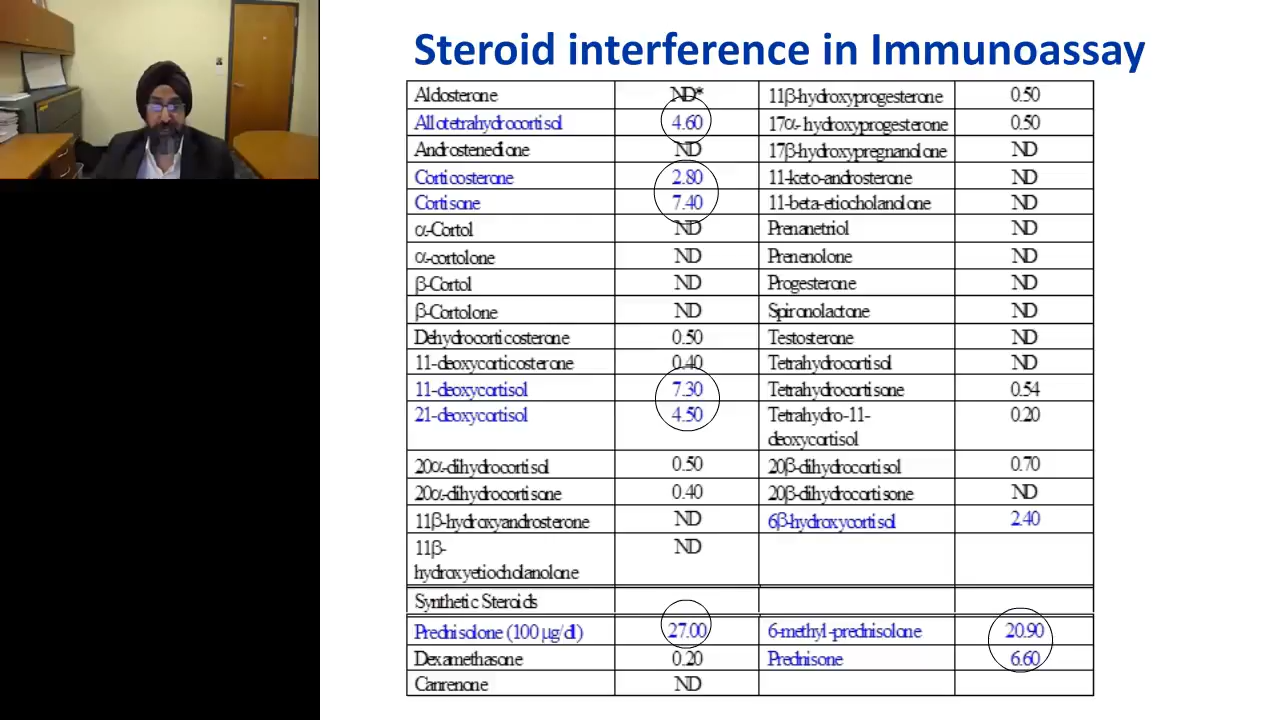 Steroid interference in Immunoassay
Aldosterone ND* 11β-hydroxyprogesterone 0.50
Allotetrahydrocortisol 4.60 17α- hydroxyprogesterone 0.50
Androstenedione ND 17β-hydroxypregnanolone ND
Corticosterone 2.80 11-keto-androsterone ND
Cortisone 7.40 11-beta-etiocholanolone ND
α-Cortol ND Prenanetriol ND
α-cortolone ND Prenenolone ND
β-Cortol ND Progesterone ND
β-Cortolone ND Spironolactone ND
Dehydrocorticosterone 0.50 Testosterone ND
11-deoxycorticosterone 0.40 Tetrahydrocortisol ND
11-deoxycortisol 7.30 Tetrahydrocortisone 0.54
21-deoxycortisol 4.50 Tetrahydro-11-
deoxycortisol 0.20
20α-dihydrocortisol 0.50 20β-dihydrocortisol 0.70
20α-dihydrocortisone 0.40 20β-dihydrocortisone ND
11β-hydroxyandrosterone ND 6β-hydroxycortisol 2.40
11β- ND
hydroxyetiocholanolone
Synthetic Steroids
Prednisolone (100 μg/dl) 27.00 6-methyl-prednisolone 20.90
Dexamethasone 0.20 Prednisone 6.60
Canrenone ND